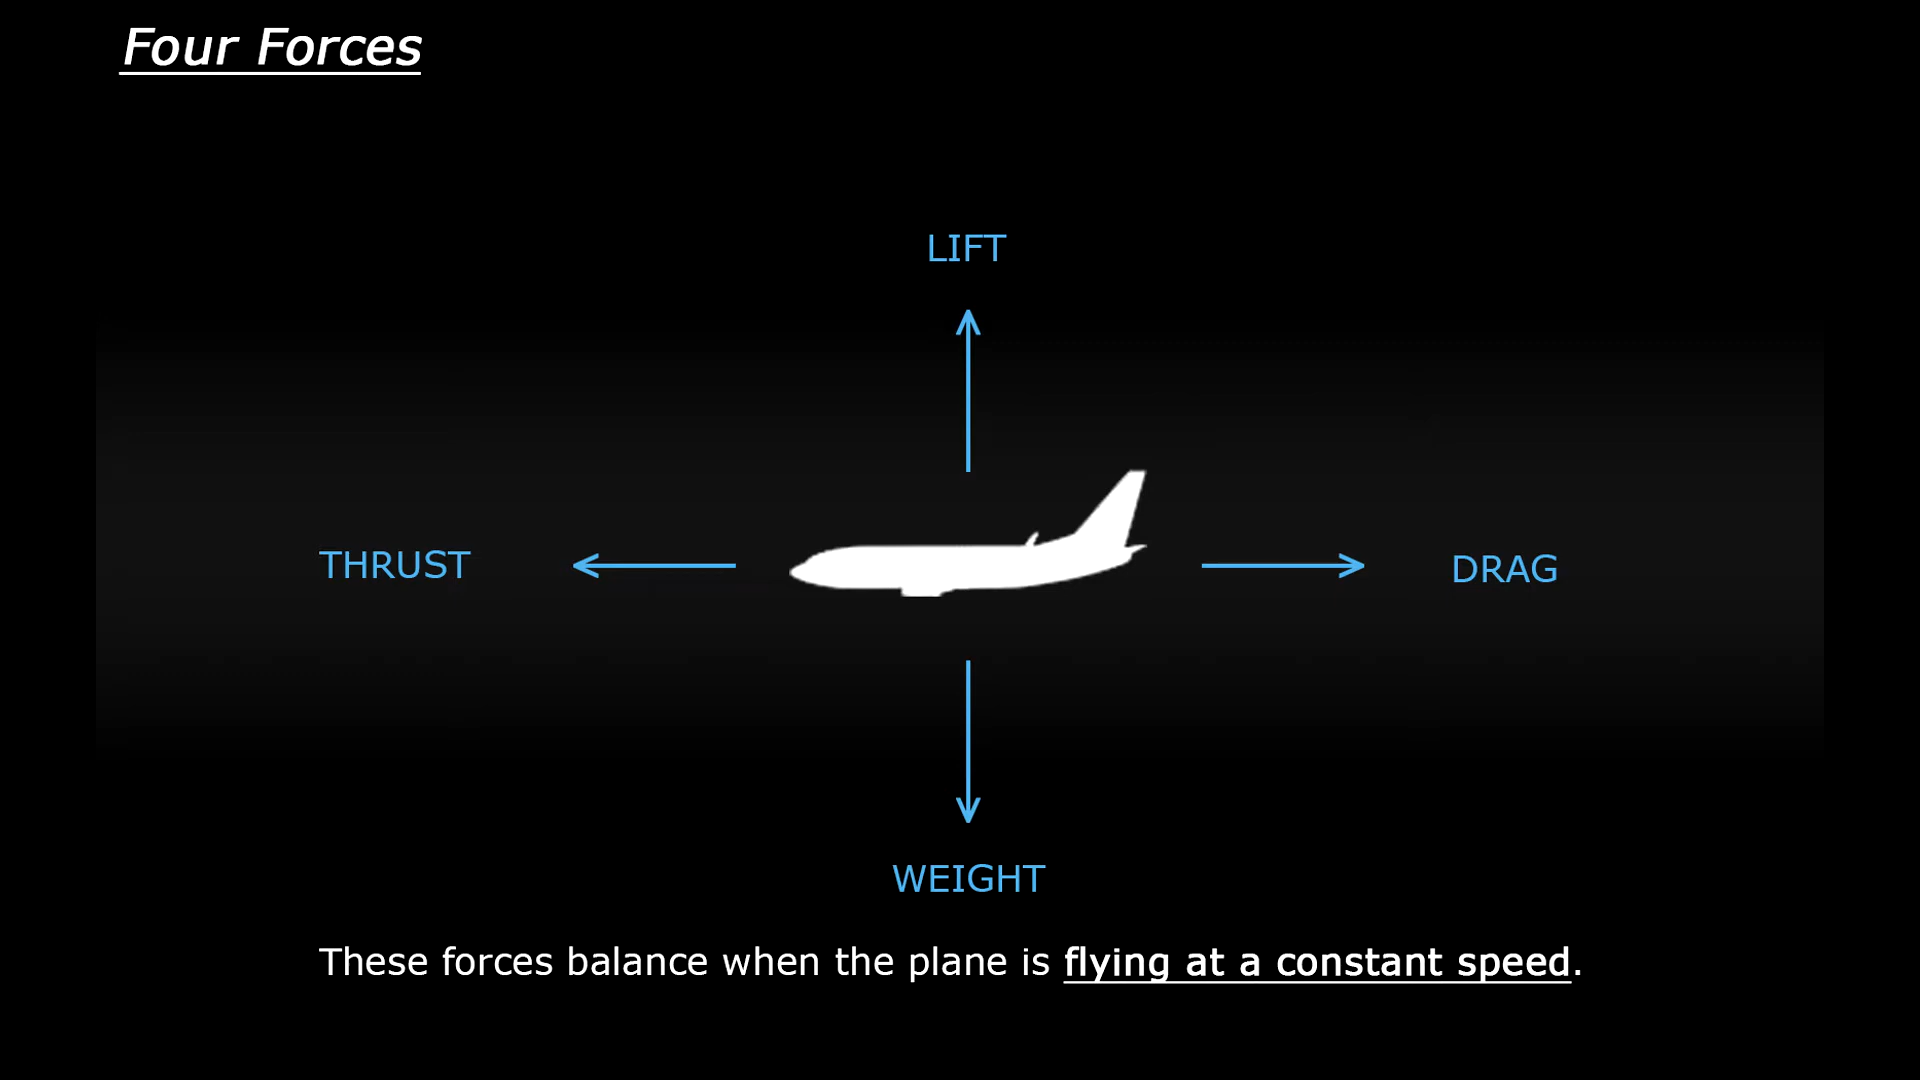 Four Forces
LIFT
THRUST
DRAG
WEIGHT
These forces balance when the plane is flying at a constant speed.